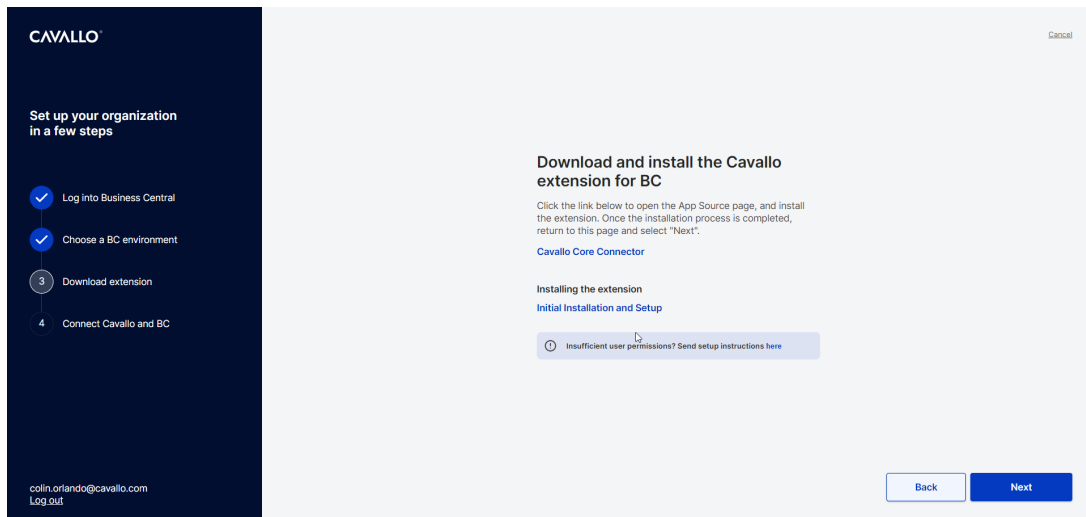 CAVALLO®
Cancel
Set up your organization
in a few steps
Log into Business Central
Choose a BC environment
3 Download extension
4 Connect Cavallo and BC
colin.orlando@cavallo.com
Log out
Download and install the Cavallo
extension for BC
Click the link below to open the App Source page, and install
the extension. Once the installation process is completed,
return to this page and select "Next".
Cavallo Core Connector
Installing the extension
Initial Installation and Setup
Insufficient user permissions? Send setup instructions here
Back
Next